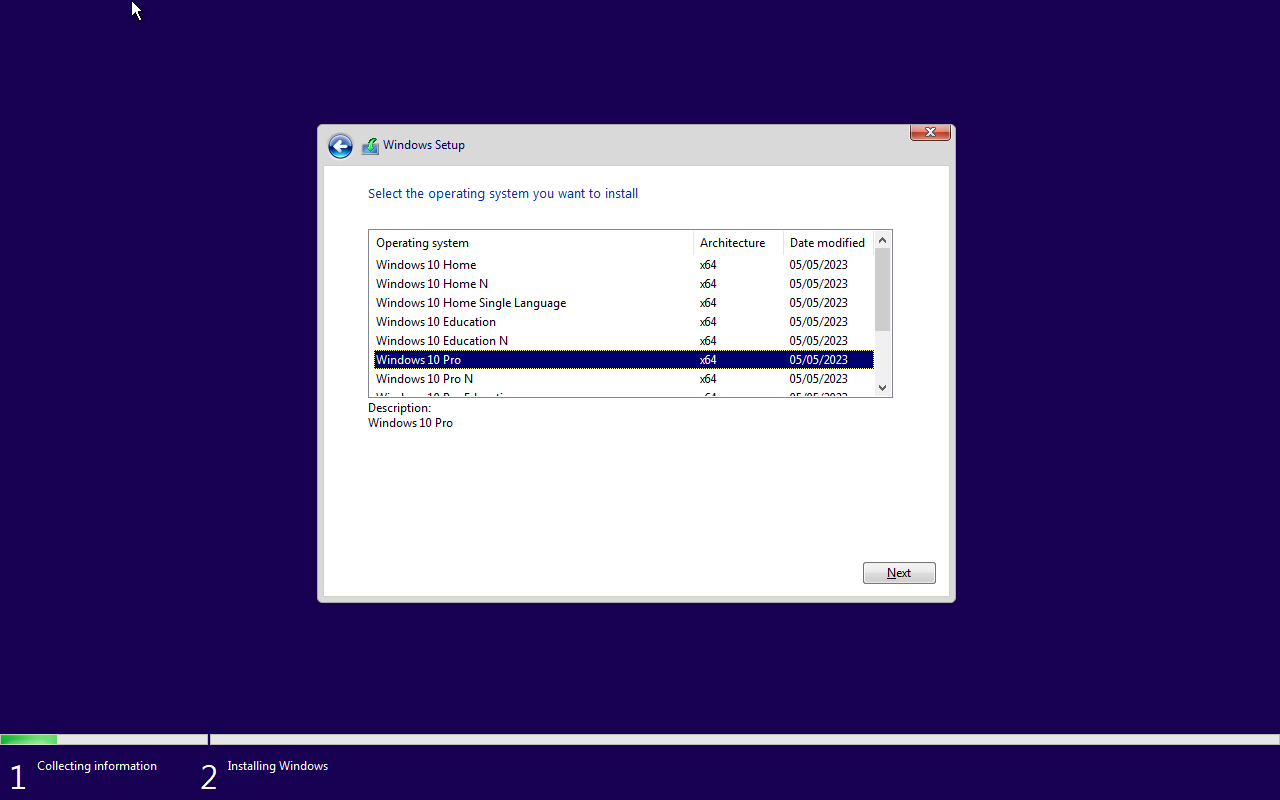 Windows Setup
Select the operating system you want to install
Operating system Architecture Date modified
Windows 10 Home x64 05/05/2023
Windows 10 Home N x64 05/05/2023
Windows 10 Home Single Language x64 05/05/2023
Windows 10 Education x64 05/05/2023
Windows 10 Education N x64 05/05/2023
Windows 10 Pro x64 05/05/2023
Windows 10 Pro N x64 05/05/2023
Description:
Windows 10 Pro
Next
1 Collecting information 2 Installing Windows